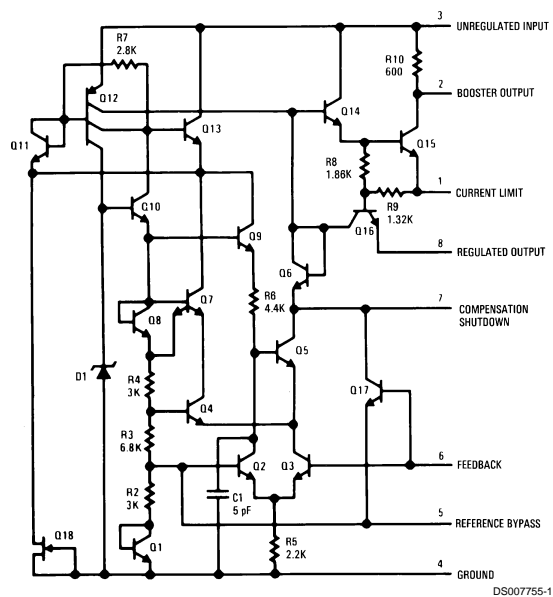 3
UNREGULATED INPUT
R7
2.8K
R10
600
Q12
2
BOOSTER OUTPUT
Q11
Q13
Q14
Q15
R8
1.86K
1
CURRENT LIMIT
R9
1.32K
C10
Q9
Q16
8
REGULATED OUTPUT
Q6
R6
4.4K
7
COMPENSATION
SHUTDOWN
Q8
Q7
Q5
D1
R4
3K
Q17
Q4
R3
6.8K
6
FEEDBACK
Q2
Q3
R2
3K
C1
5 pF
5
REFERENCE BYPASS
Q18
Q1
R5
2.2K
4
GROUND
DS007755-1